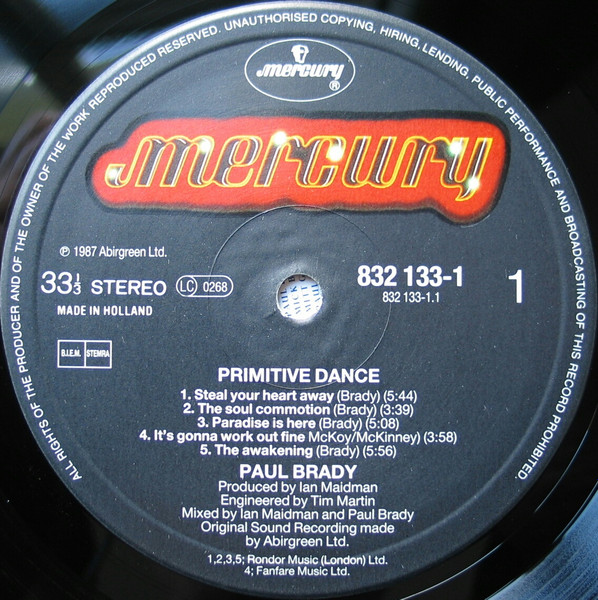 ALL RIGHTS OF THE PRODUCER AND OF THE OWNER OF THE WORK REPRODUCED RESERVED. UNAUTHORISED COPYING, HIRING, LENDING, PUBLIC PERFORMANCE AND BROADCASTING OF THIS RECORD PROHIBITED.
mercury
®
mercury
℗ 1987 Abirgreen Ltd.
33 1/3 STEREO LC 0268
MADE IN HOLLAND
832 133-1 1
832 133-1.1
B.I.E.M. STEMRA
PRIMITIVE DANCE
1. Steal your heart away (Brady) (5:44)
2. The soul commotion (Brady) (3:39)
3. Paradise is here (Brady) (5:08)
4. It's gonna work out fine McKoy/McKinney) (3:58)
5. The awakening (Brady) (5:56)
PAUL BRADY
Produced by Ian Maidman
Engineered by Tim Martin
Mixed by Ian Maidman and Paul Brady
Original Sound Recording made
by Abirgreen Ltd.
1,2,3,5; Rondor Music (London) Ltd.
4; Fanfare Music Ltd.